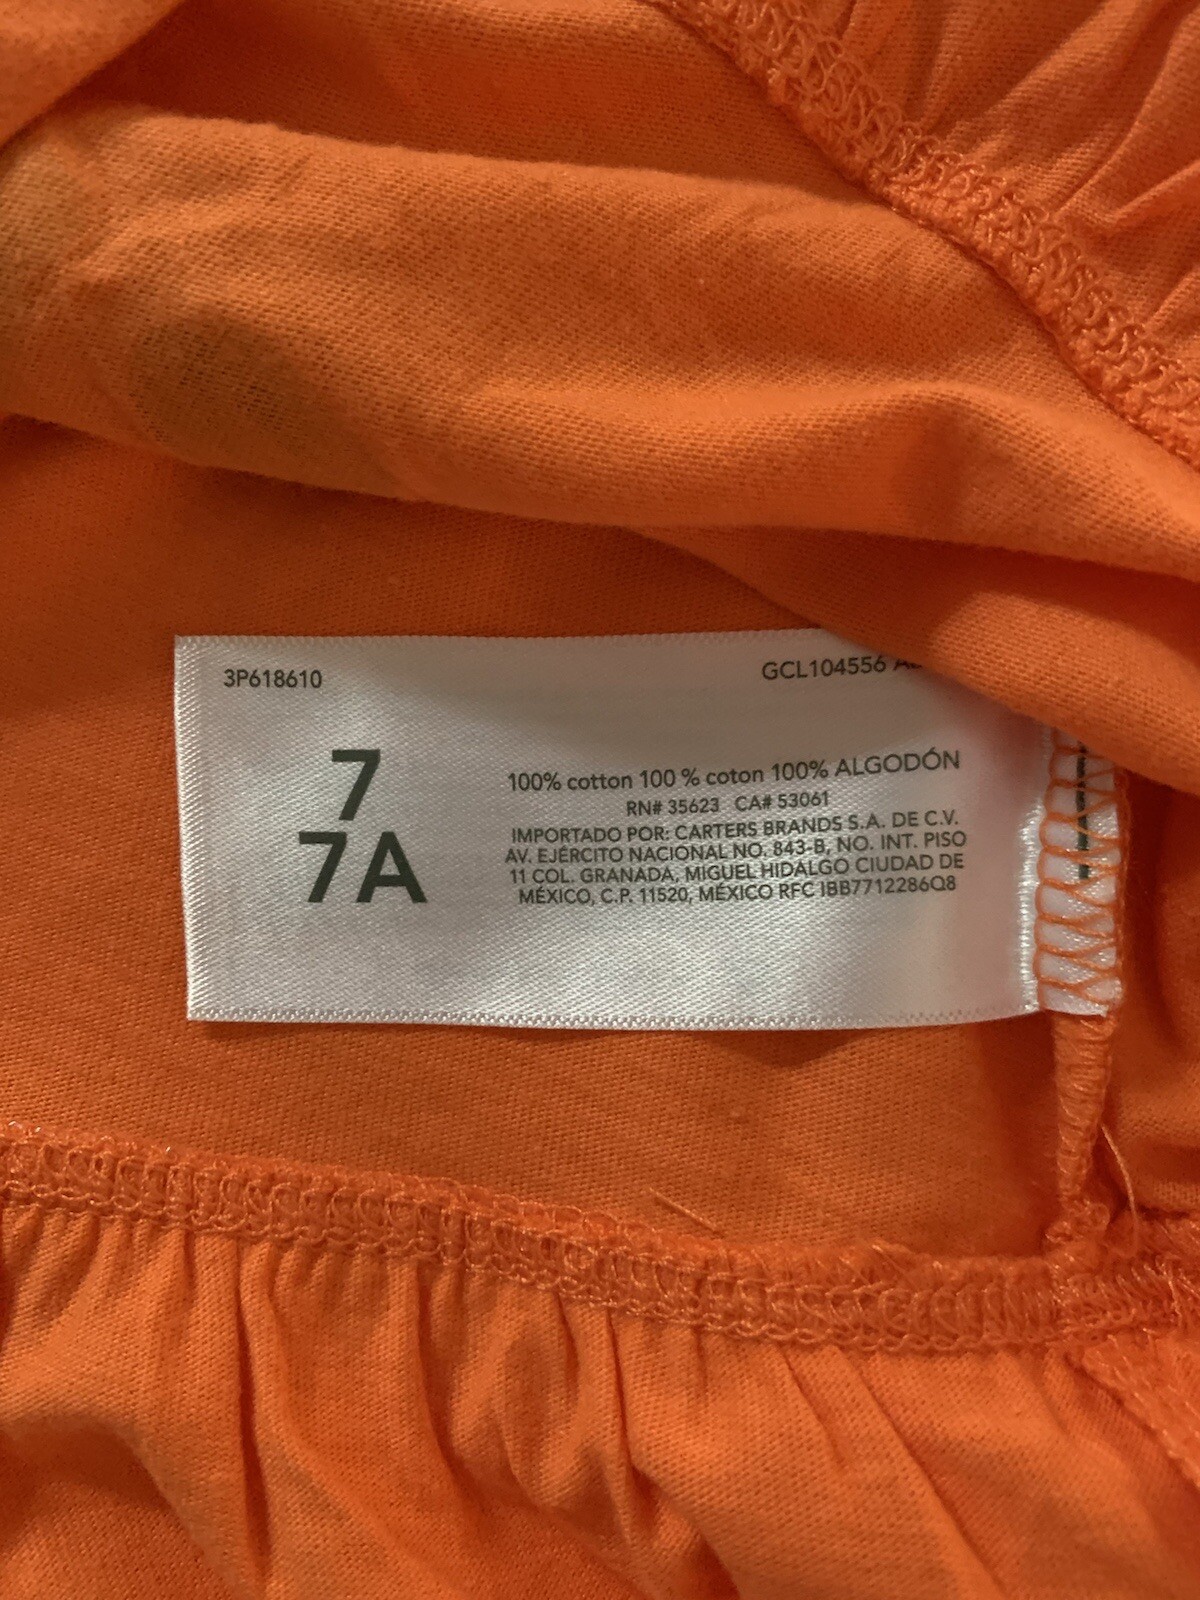 3P618610
GCL104556
7
7A
100% cotton 100 % coton 100% ALGODÓN
RN# 35623 CA# 53061
IMPORTADO POR: CARTERS BRANDS S.A. DE C.V.
AV. EJÉRCITO NACIONAL NO. 843-B, NO. INT. PISO
11 COL. GRANADA, MIGUEL HIDALGO CIUDAD DE
MÉXICO, C.P. 11520, MÉXICO RFC IBB7712286Q8